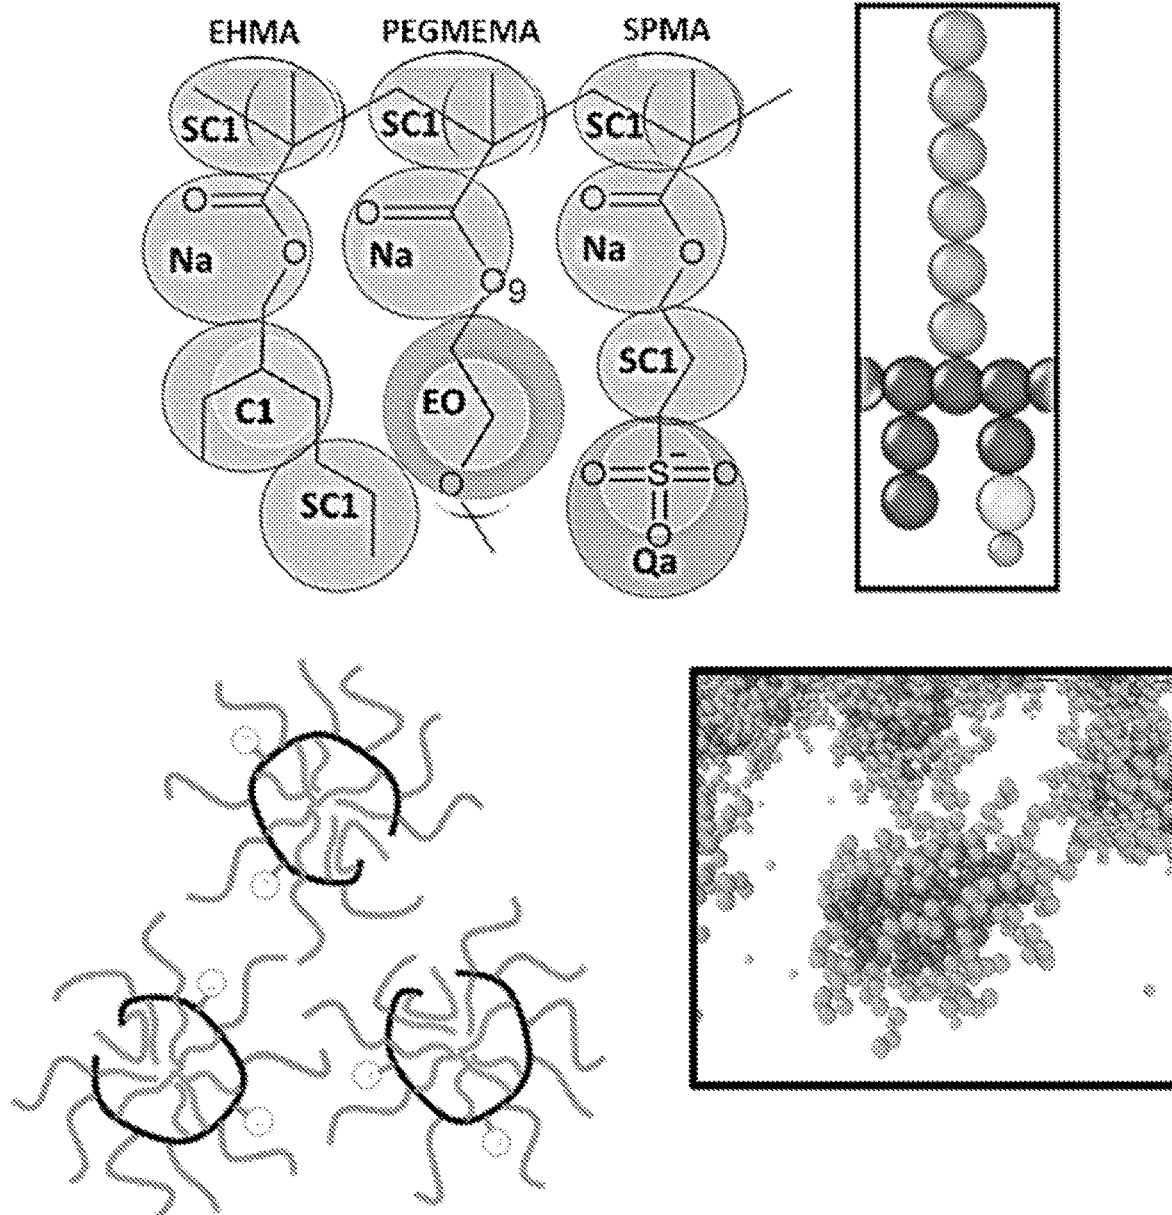 EHMA PEGMEMA SPMA
SC1 SC1 SC1
O O O
Na O Na Na O
O9
SC1
C1 EO
O O S O
SC1 O
Qa